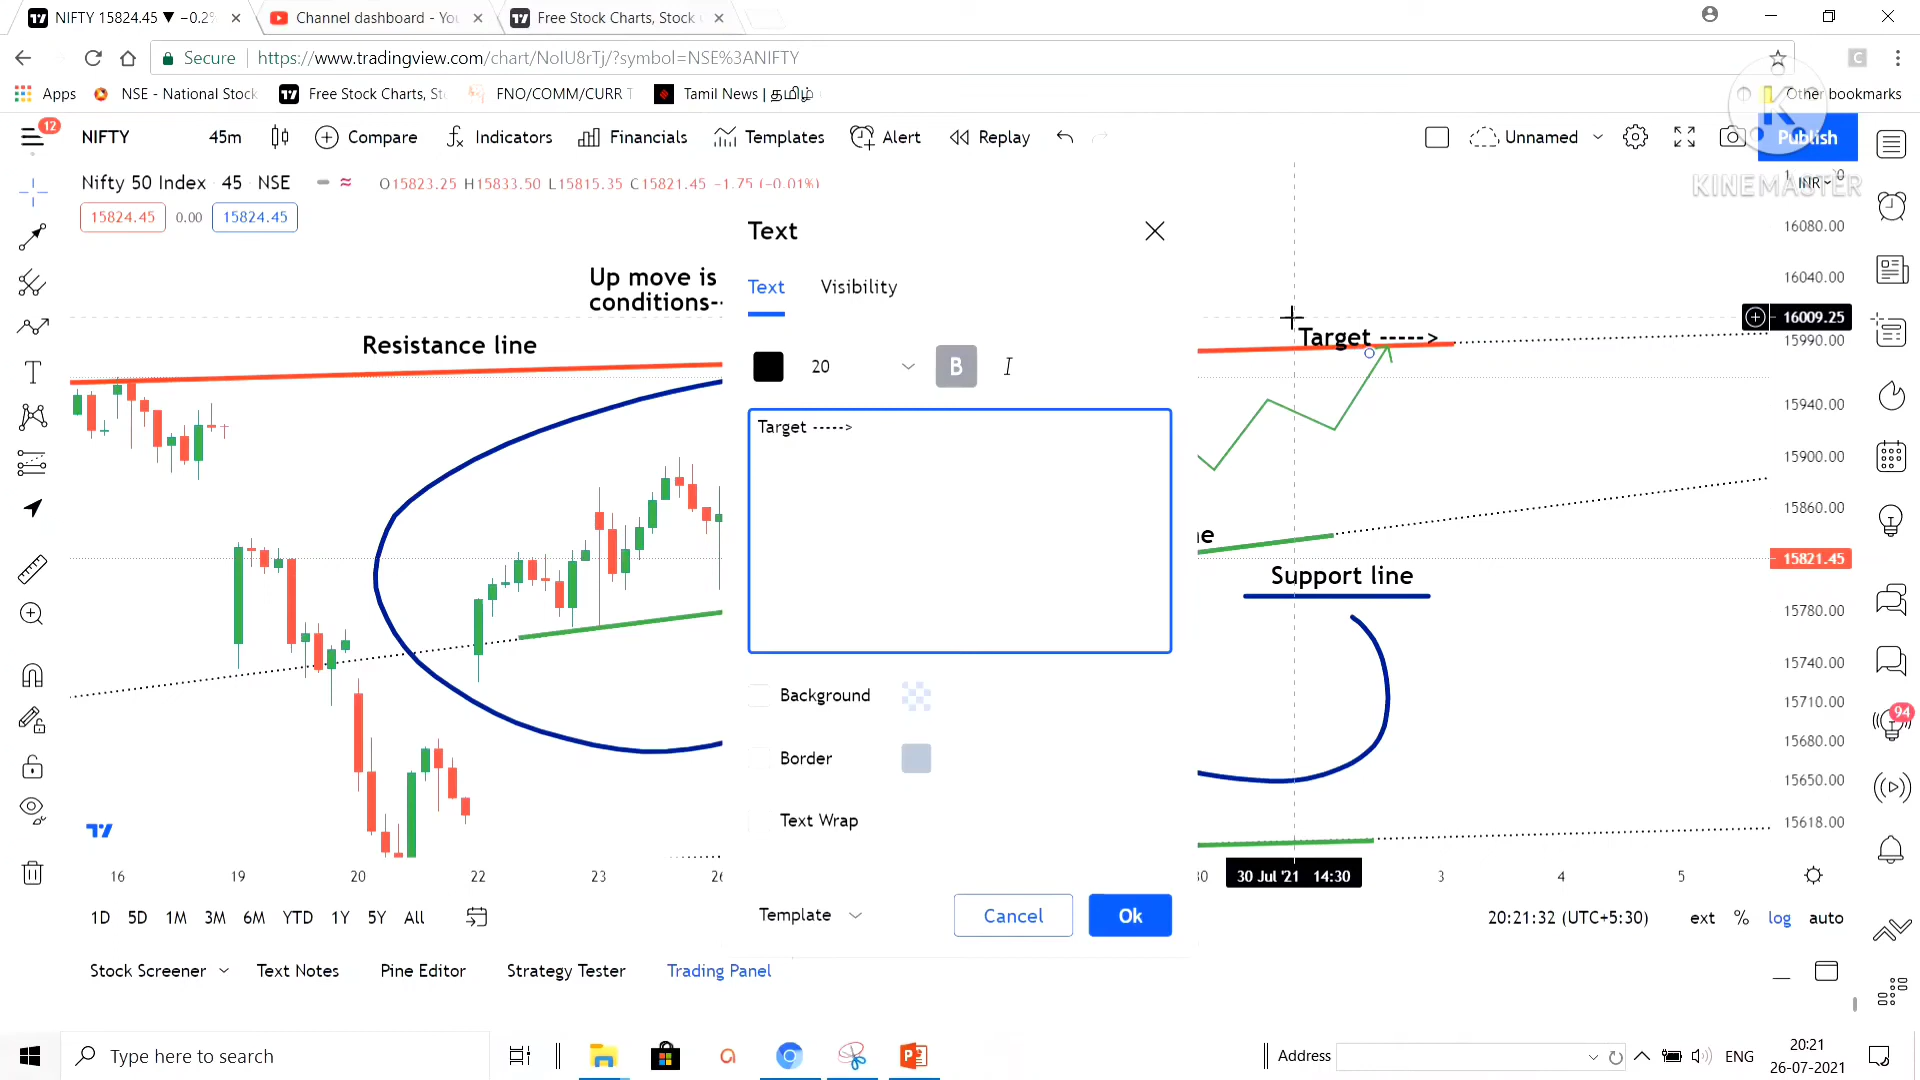 NIFTY 15824.45 ▼ −0.2%
Channel dashboard - You
Free Stock Charts, Stock
Secure
https://www.tradingview.com/chart/NoIU8rTj/?symbol=NSE%3ANIFTY
Apps
NSE - National Stock
Free Stock Charts, St
FNO/COMM/CURR T
Tamil News | தமிழ்
Other bookmarks
12
NIFTY
45m
Compare
Indicators
Financials
Templates
Alert
Replay
Unnamed
Publish
KINEMASTER
INR
Nifty 50 Index 45 NSE
O15823.25 H15833.50 L15815.35 C15821.45 −1.75 (−0.01%)
15824.45
0.00
15824.45
Text
Text
Visibility
20
B
I
Target ----->
Background
Border
Text Wrap
Template
Cancel
Ok
Up move is
conditions--
Resistance line
Target ----->
Support line
16080.00
16040.00
16009.25
15990.00
15940.00
15900.00
15860.00
15821.45
15780.00
15740.00
15710.00
15680.00
15650.00
15618.00
94
16
19
20
22
23
30 Jul '21 14:30
3
4
5
1D
5D
1M
3M
6M
YTD
1Y
5Y
All
20:21:32 (UTC+5:30)
ext
%
log
auto
Stock Screener
Text Notes
Pine Editor
Strategy Tester
Trading Panel
Type here to search
Address
ENG
20:21
26-07-2021